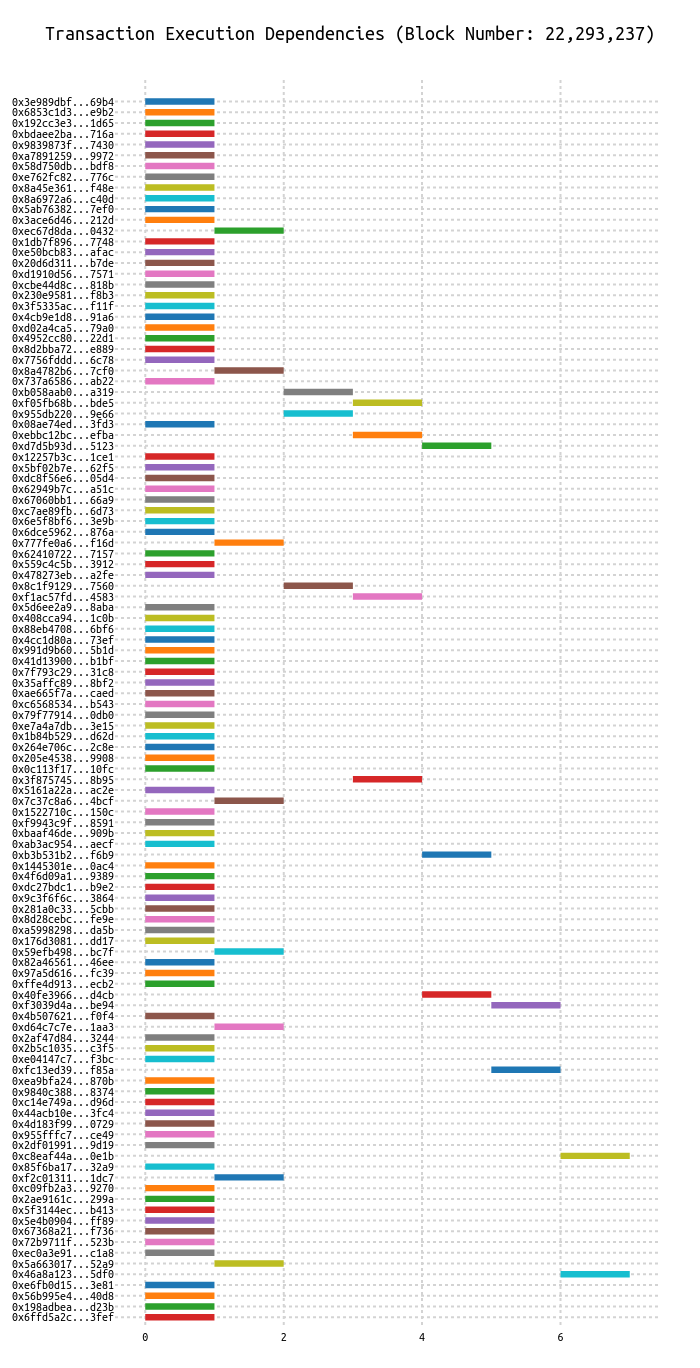 Transaction Execution Dependencies (Block Number: 22,293,237)
0x3e989dbf...69b4
0x6853c1d3...e9b2
0x192cc3e3...1d65
0xbdaee2ba...716a
0x9839873f...7430
0xa7891259...9972
0x58d750db...bdf8
0xe762fc82...776c
0x8a45e361...f48e
0x8a6972a6...c40d
0x5ab76382...7ef0
0x3ace6d46...212d
0xec67d8da...0432
0x1db7f896...7748
0xe50bcb83...afac
0x20d6d311...b7de
0xd1910d56...7571
0xcbe44d8c...818b
0x230e9581...f8b3
0x3f5335ac...f11f
0x4cb9e1d8...91a6
0xd02a4ca5...79a0
0x4952cc80...22d1
0x8d2bba72...e889
0x7756fddd...6c78
0x8a4782b6...7cf0
0x737a6586...ab22
0xb058aab0...a319
0xf05fb68b...bde5
0x955db220...9e66
0x08ae74ed...3fd3
0xebbc12bc...efba
0xd7d5b93d...5123
0x12257b3c...1ce1
0x5bf02b7e...62f5
0xdc8f56e6...05d4
0x62949b7c...a51c
0x67060bb1...66a9
0xc7ae89fb...6d73
0x6e5f8bf6...3e9b
0x6dce5962...876a
0x777fe0a6...f16d
0x62410722...7157
0x559c4c5b...3912
0x478273eb...a2fe
0x8c1f9129...7560
0xf1ac57fd...4583
0x5d6ee2a9...8aba
0x408cca94...1c0b
0x88eb4708...6bf6
0x4cc1d80a...73ef
0x991d9b60...5b1d
0x41d13900...b1bf
0x7f793c29...31c8
0x35affc89...8bf2
0xae665f7a...caed
0xc6568534...b543
0x79f77914...0db0
0xe7a4a7db...3e15
0x1b84b529...d62d
0x264e706c...2c8e
0x205e4538...9908
0x0c113f17...10fc
0x3f875745...8b95
0x5161a22a...ac2e
0x7c37c8a6...4bcf
0x1522710c...150c
0xf9943c9f...8591
0xbaaf46de...909b
0xab3ac954...aecf
0xb3b531b2...f6b9
0x1445301e...0ac4
0x4f6d09a1...9389
0xdc27bdc1...b9e2
0x9c3f6f6c...3864
0x281a0c33...5cbb
0x8d28cebc...fe9e
0xa5998298...da5b
0x176d3081...dd17
0x59efb498...bc7f
0x82a46561...46ee
0x97a5d616...fc39
0xffe4d913...ecb2
0x40fe3966...d4cb
0xf3039d4a...be94
0x4b507621...f0f4
0xd64c7c7e...1aa3
0x2af47d84...3244
0x2b5c1035...c3f5
0xe04147c7...f3bc
0xfc13ed39...f85a
0xea9bfa24...870b
0x9840c388...8374
0xc14e749a...d96d
0x44acb10e...3fc4
0x4d183f99...0729
0x955fffc7...ce49
0x2df01991...9d19
0xc8eaf44a...0e1b
0x85f6ba17...32a9
0xf2c01311...1dc7
0xc09fb2a3...9270
0x2ae9161c...299a
0x5f3144ec...b413
0x5e4b0904...ff89
0x67368a21...f736
0x72b9711f...523b
0xec0a3e91...c1a8
0x5a663017...52a9
0x46a8a123...5df0
0xe6fb0d15...3e81
0x56b995e4...40d8
0x198adbea...d23b
0x6ffd5a2c...3fef
0 2 4 6